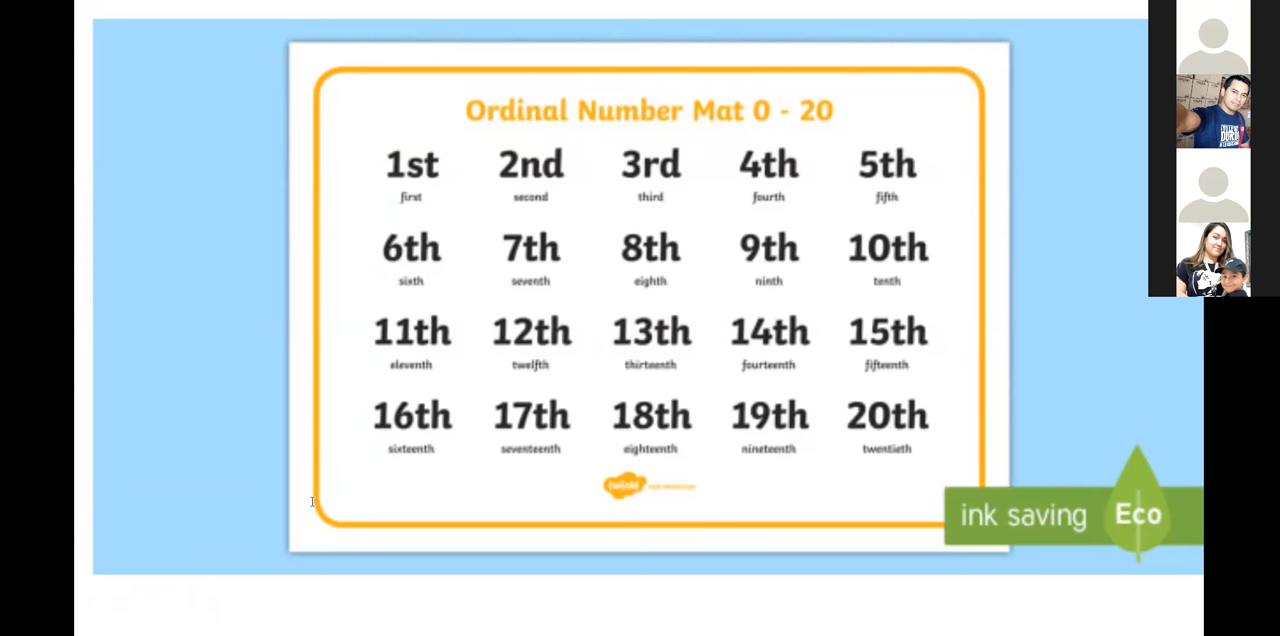 Ordinal Number Mat 0 - 20
1st 2nd 3rd 4th 5th
first second third fourth fifth
6th 7th 8th 9th 10th
sixth seventh eighth ninth tenth
11th 12th 13th 14th 15th
eleventh twelfth thirteenth fourteenth fifteenth
16th 17th 18th 19th 20th
sixteenth seventeenth eighteenth nineteenth twentieth
twinkl
ink saving Eco